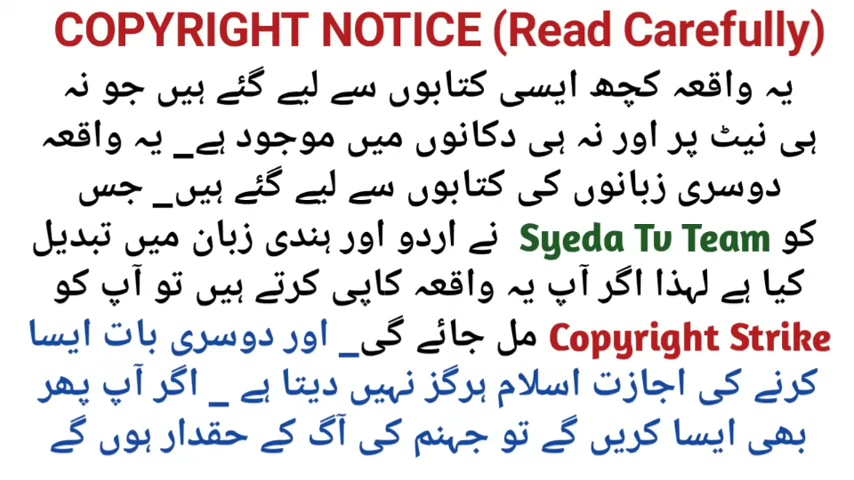 COPYRIGHT NOTICE (Read Carefully)
یہ واقعہ کچھ ایسی کتابوں سے لیے گئے ہیں جو نہ
ہی نیٹ پر اور نہ ہی دکانوں میں موجود ہے_ یہ واقعہ
دوسری زبانوں کی کتابوں سے لیے گئے ہیں_ جس
کو Syeda Tv Team نے اردو اور ہندی زبان میں تبدیل
کیا ہے لہذا اگر آپ یہ واقعہ کاپی کرتے ہیں تو آپ کو
Copyright Strike مل جائے گی_ اور دوسری بات ایسا
کرنے کی اجازت اسلام ہرگز نہیں دیتا ہے _ اگر آپ پھر
بھی ایسا کریں گے تو جہنم کی آگ کے حقدار ہوں گے